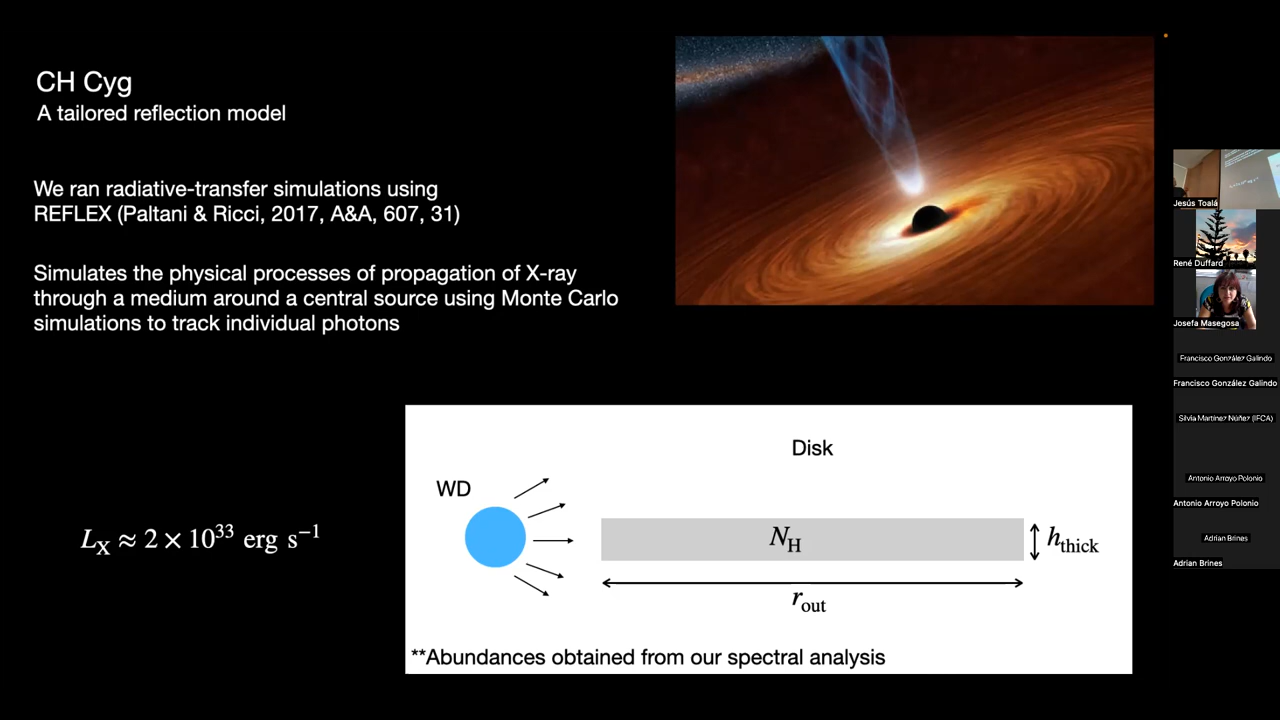 CH Cyg
A tailored reflection model
We ran radiative-transfer simulations using
REFLEX (Paltani & Ricci, 2017, A&A, 607, 31)
Simulates the physical processes of propagation of X-ray
through a medium around a central source using Monte Carlo
simulations to track individual photons
L_X ≈ 2 × 10^33 erg s^−1
Disk
WD
N_H
h_thick
r_out
**Abundances obtained from our spectral analysis
Jesús Toalá
René Duffard
Josefa Masegosa
Francisco González Galindo
Francisco González Galindo
Silvia Martínez Núñez (IFCA)
Antonio Arroyo Polonio
Antonio Arroyo Polonio
Adrian Brines
Adrian Brines